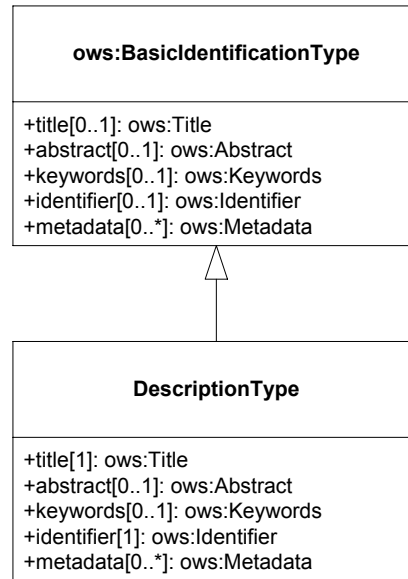 ows:BasicIdentificationType
+title[0..1]: ows:Title
+abstract[0..1]: ows:Abstract
+keywords[0..1]: ows:Keywords
+identifier[0..1]: ows:Identifier
+metadata[0..*]: ows:Metadata
DescriptionType
+title[1]: ows:Title
+abstract[0..1]: ows:Abstract
+keywords[0..1]: ows:Keywords
+identifier[1]: ows:Identifier
+metadata[0..*]: ows:Metadata